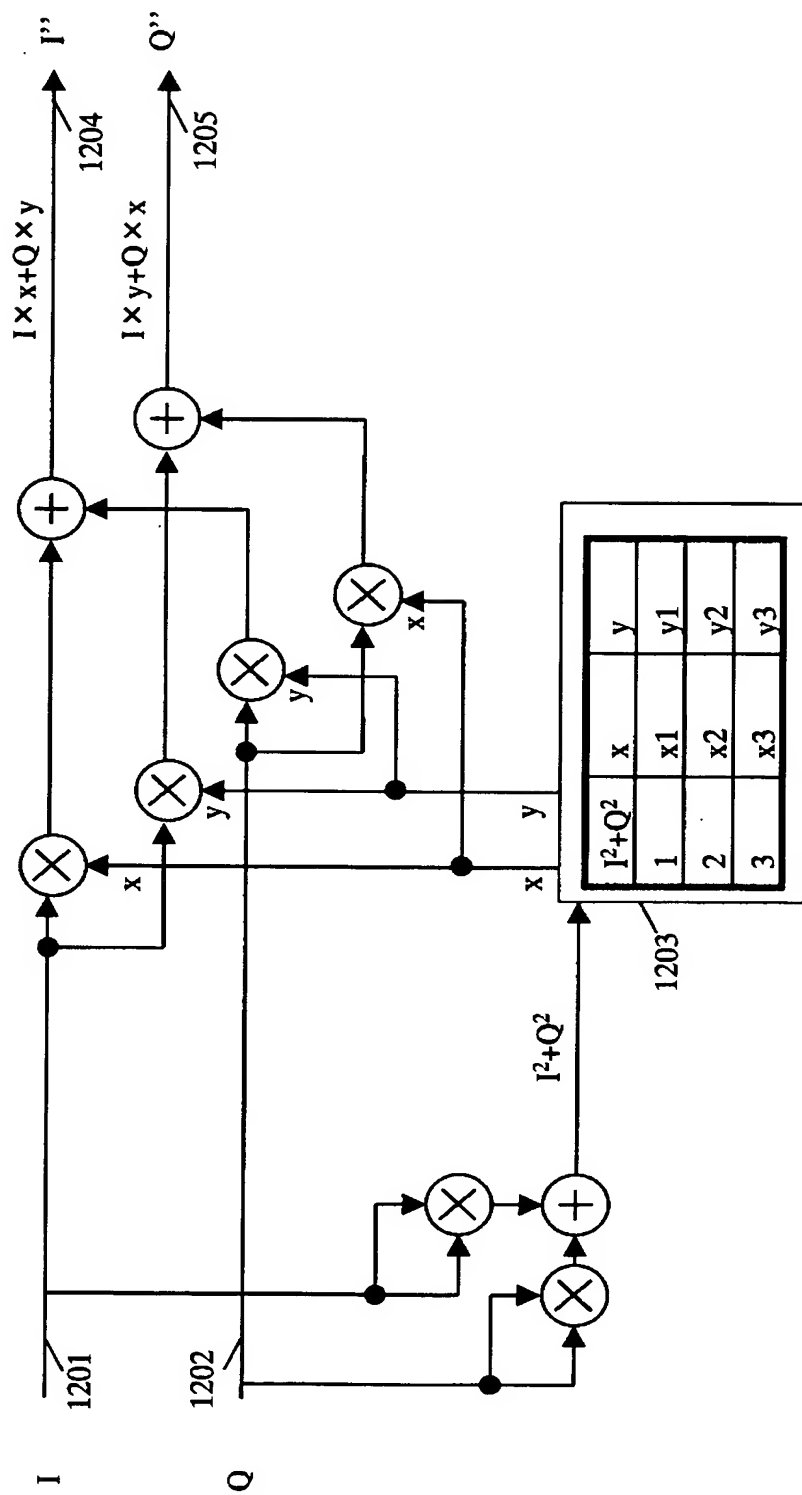 I
1201
I×x+Q×y
1204
I’’
Q
1202
I×y+Q×x
1205
Q’’
x
y
y
x
I²+Q²
x
y
1203
I²+Q² x y
1 x1 y1
2 x2 y2
3 x3 y3